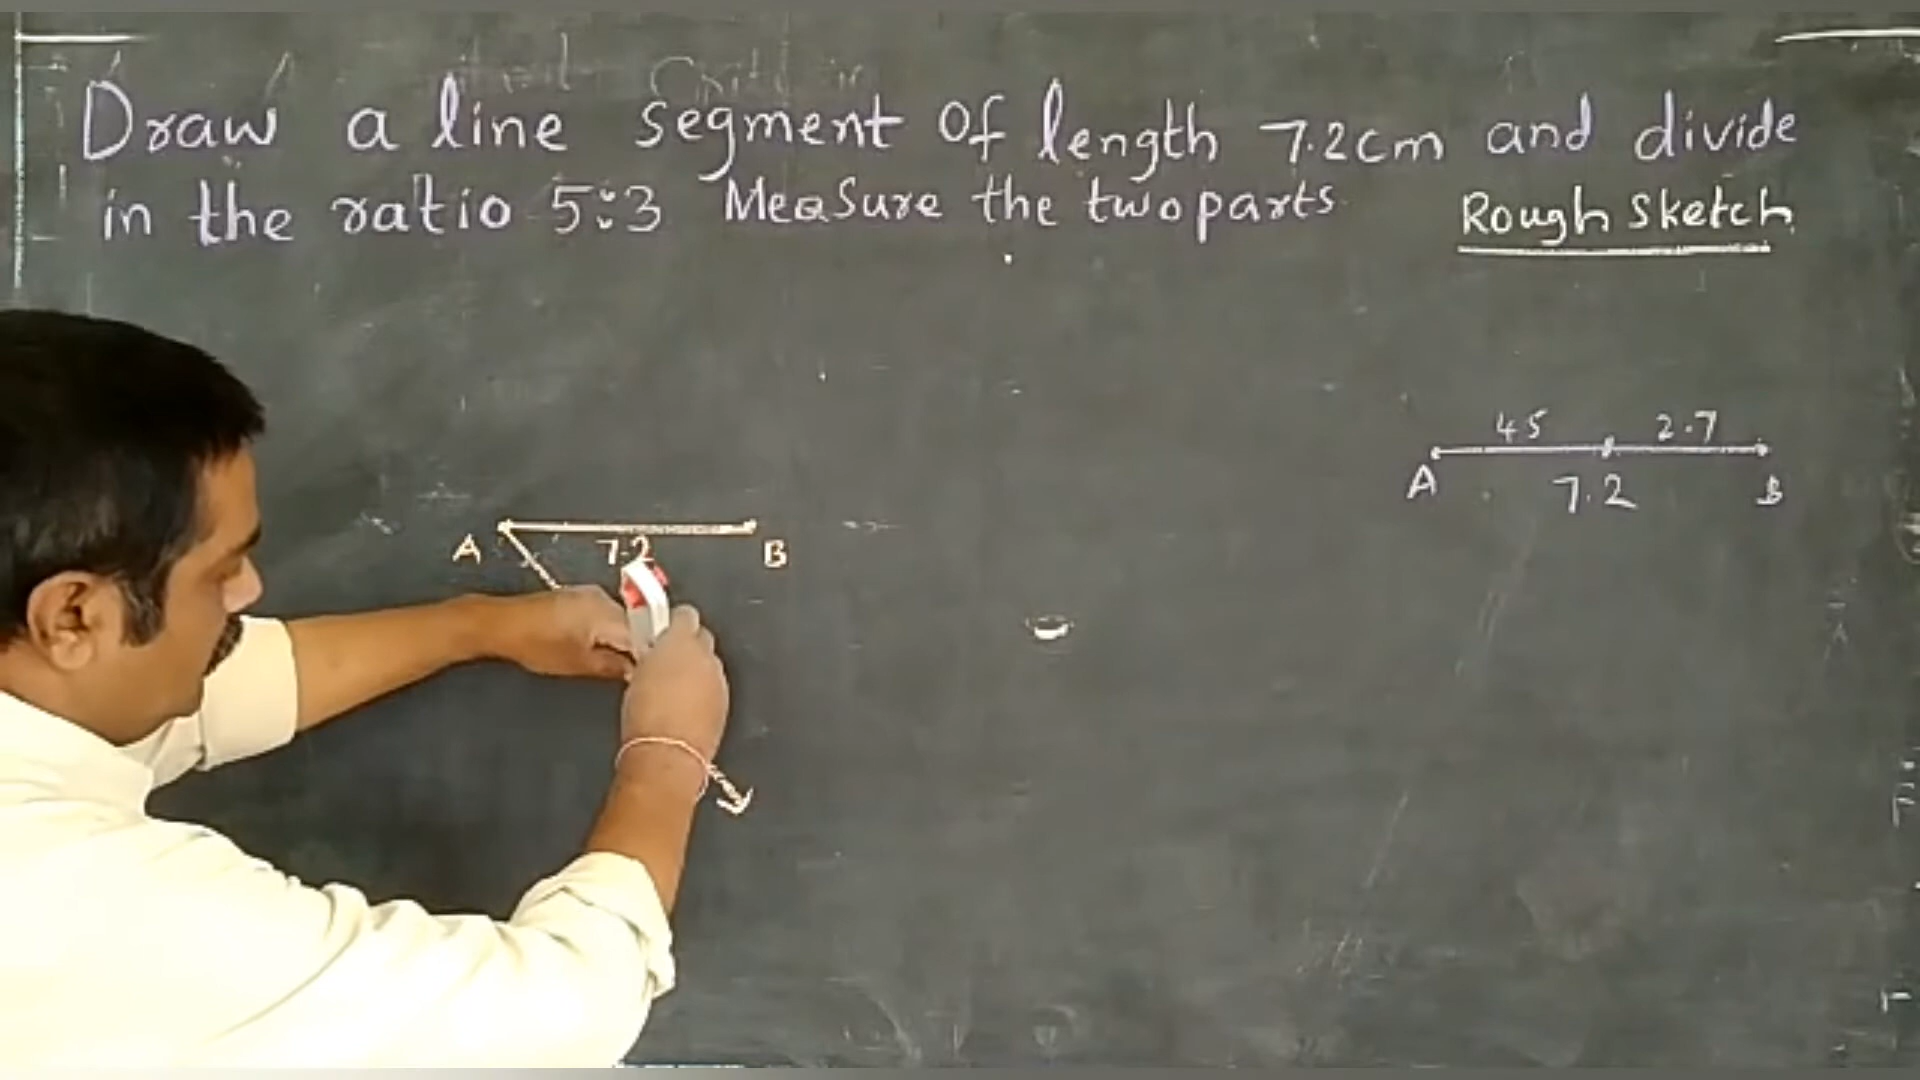 Draw a line segment of length 7.2cm and divide
in the ratio 5:3 Measure the two parts
Rough Sketch
4.5 2.7
A 7.2 B
A 7.2 B